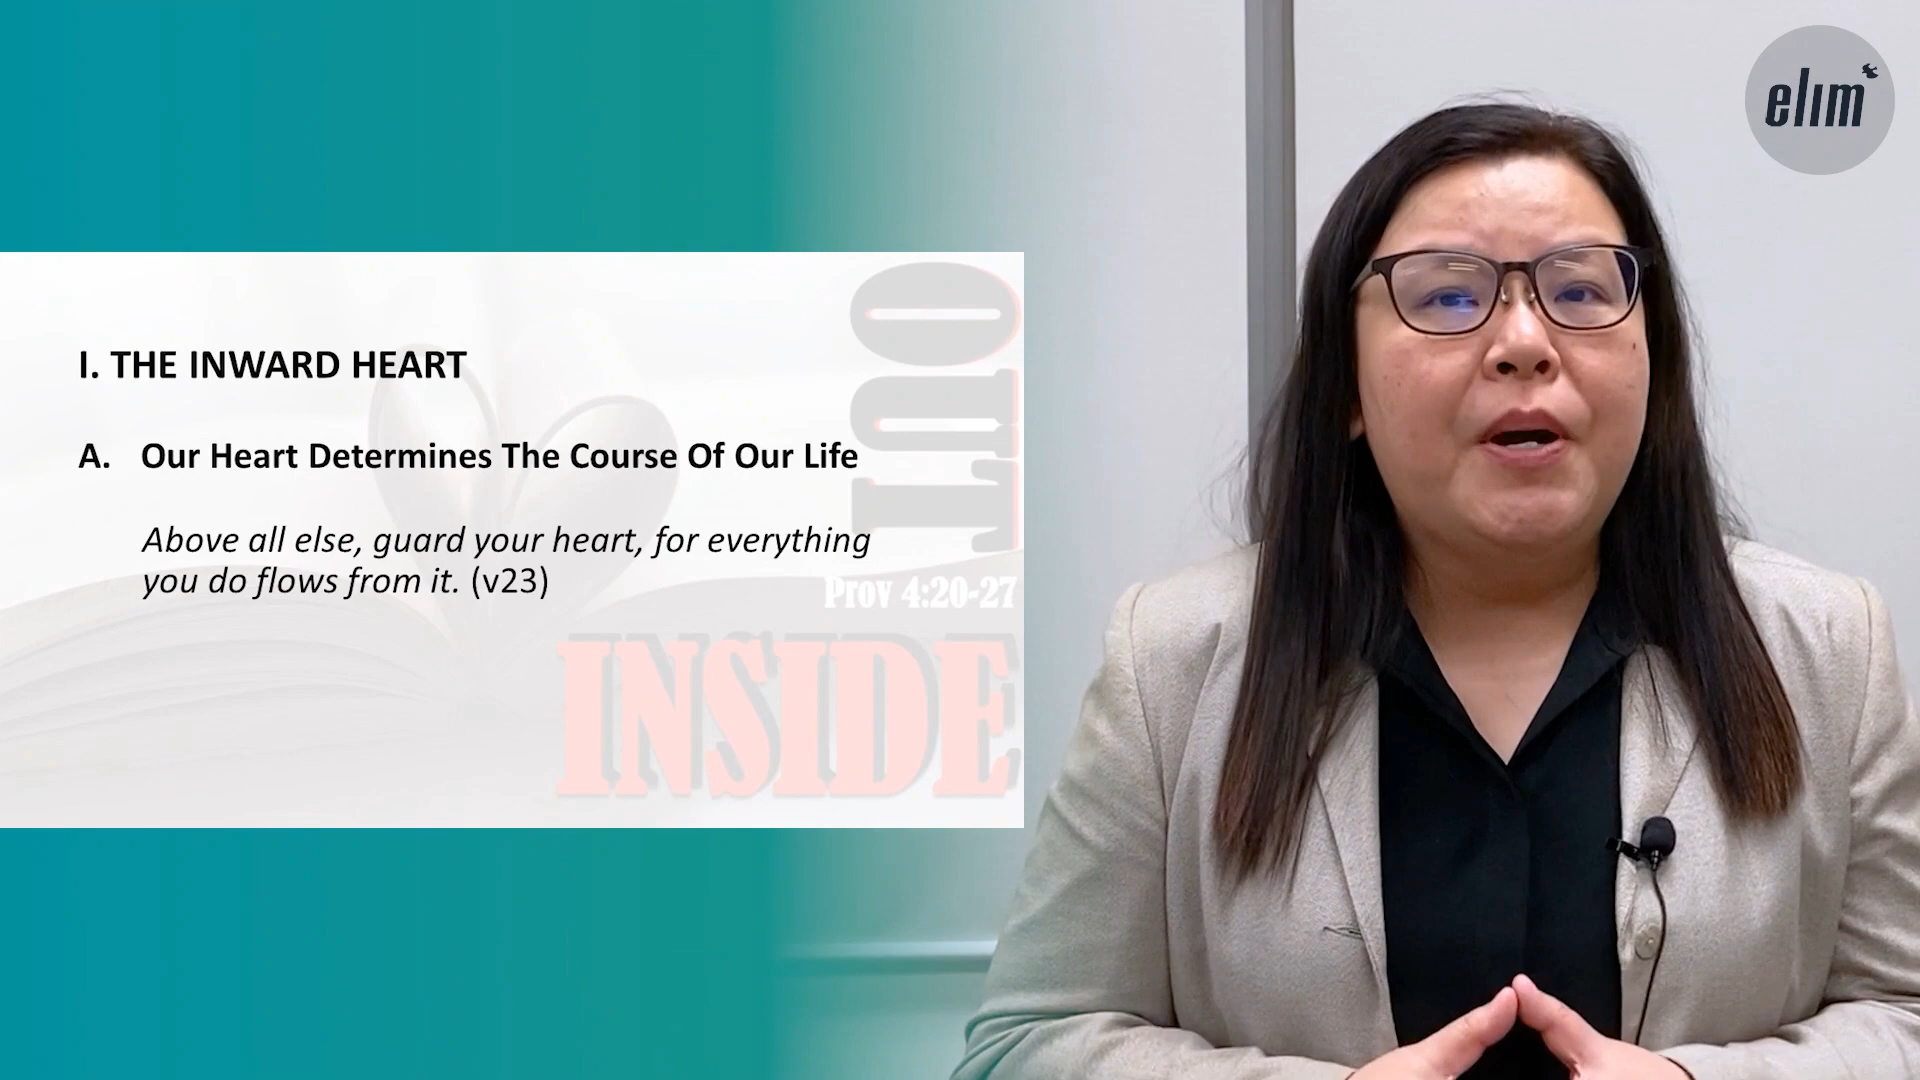 elim
I. THE INWARD HEART
A. Our Heart Determines The Course Of Our Life
Above all else, guard your heart, for everything
you do flows from it. (v23)
OUT
Prov 4:20-27
INSIDE